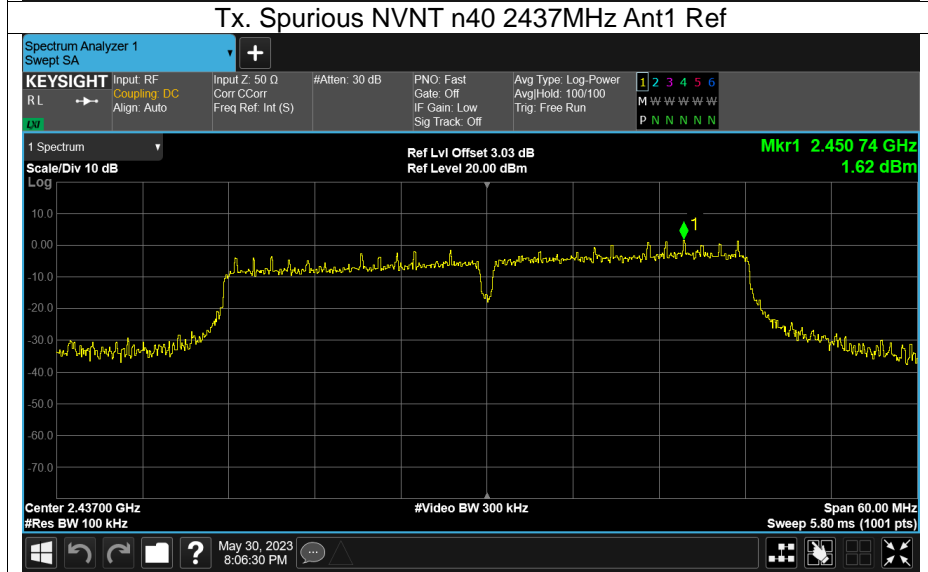 Tx. Spurious NVNT n40 2437MHz Ant1 Ref
Spectrum Analyzer 1
Swept SA
+
KEYSIGHT
RL
LXI
Input: RF
Coupling: DC
Align: Auto
Input Z: 50 Ω
Corr CCorr
Freq Ref: Int (S)
#Atten: 30 dB
PNO: Fast
Gate: Off
IF Gain: Low
Sig Track: Off
Avg Type: Log-Power
Avg|Hold: 100/100
Trig: Free Run
1 2 3 4 5 6
M W W W W W
P N N N N N
1 Spectrum
Scale/Div 10 dB
Ref Lvl Offset 3.03 dB
Ref Level 20.00 dBm
Mkr1 2.450 74 GHz
1.62 dBm
Log
10.0
0.00
-10.0
-20.0
-30.0
-40.0
-50.0
-60.0
-70.0
1
Center 2.43700 GHz
#Res BW 100 kHz
#Video BW 300 kHz
Span 60.00 MHz
Sweep 5.80 ms (1001 pts)
?
May 30, 2023
8:06:30 PM